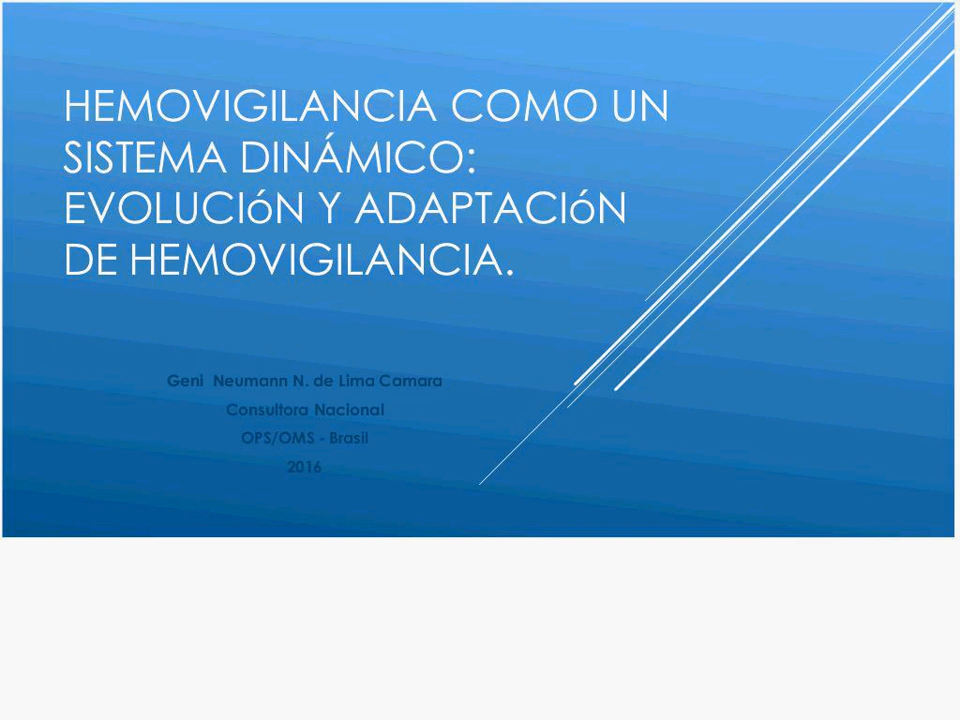 HEMOVIGILANCIA COMO UN
SISTEMA DINÁMICO:
EVOLUCIóN Y ADAPTACIóN
DE HEMOVIGILANCIA.
Geni Neumann N. de Lima Camara
Consultora Nacional
OPS/OMS - Brasil
2016